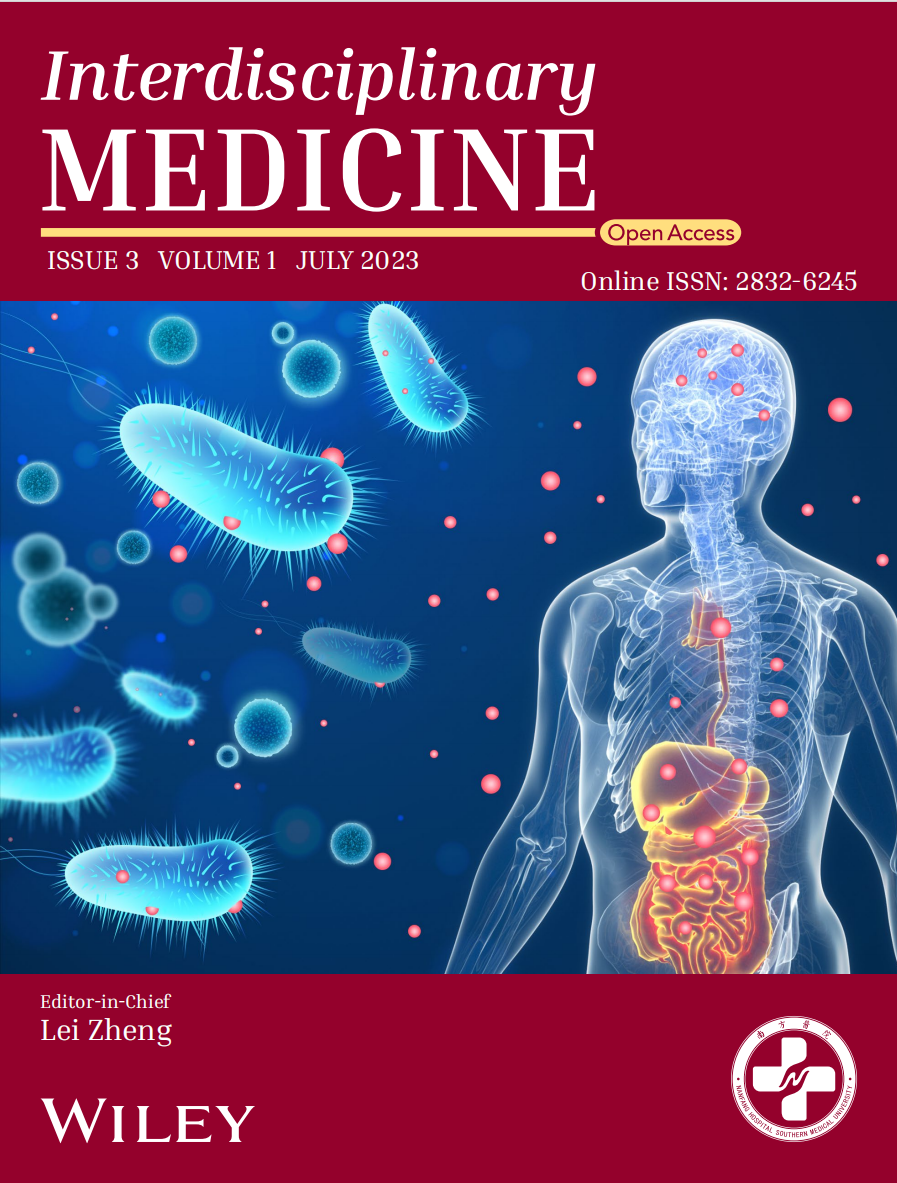 Interdisciplinary
MEDICINE
Open Access
ISSUE 3 VOLUME 1 JULY 2023
Online ISSN: 2832-6245
Editor-in-Chief
Lei Zheng
WILEY
南方醫院
NANFANG HOSPITAL SOUTHERN MEDICAL UNIVERSITY